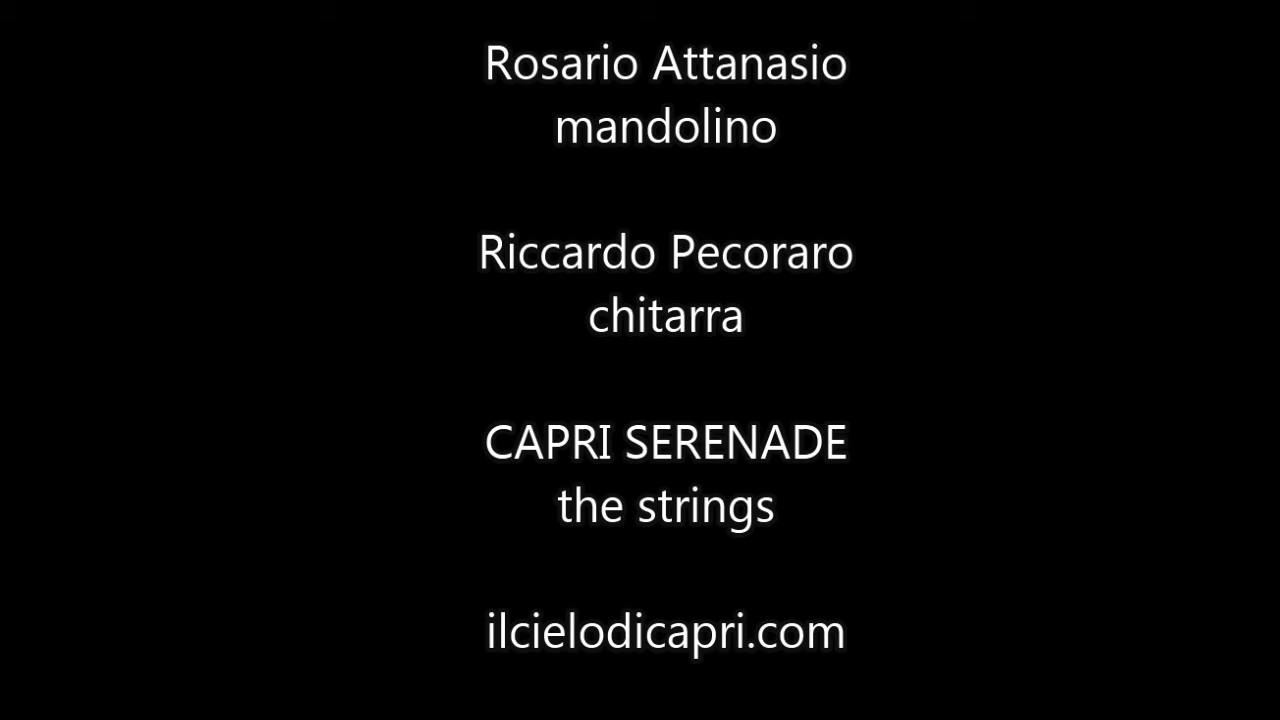 Rosario Attanasio
mandolino
Riccardo Pecoraro
chitarra
CAPRI SERENADE
the strings
ilcielodicapri.com